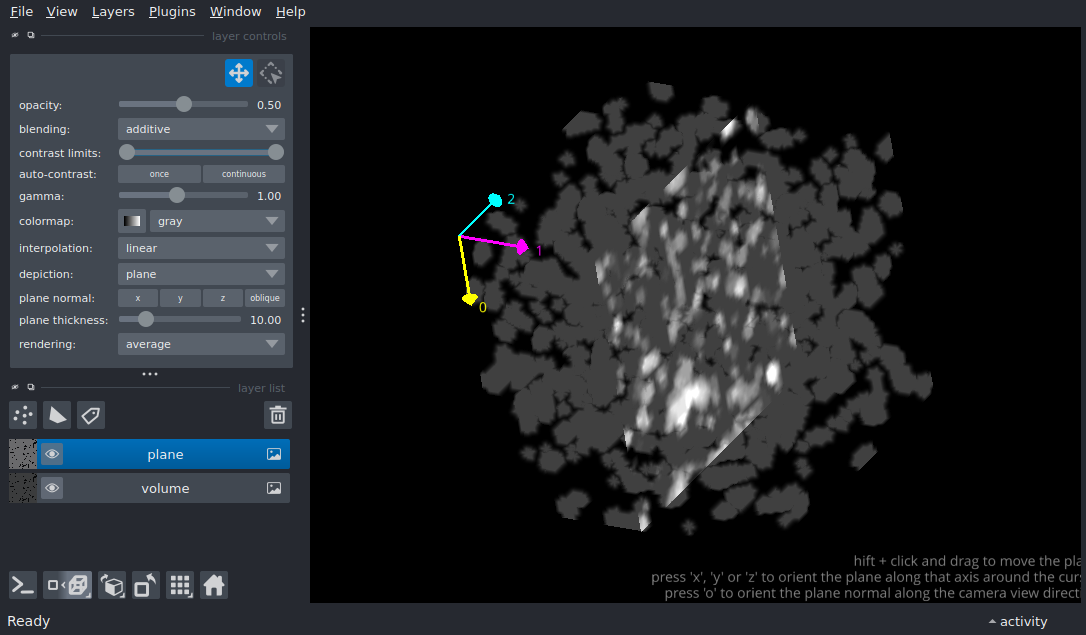 File View Layers Plugins Window Help
layer controls
opacity: 0.50
blending: additive
contrast limits:
auto-contrast: once continuous
gamma: 1.00
colormap: gray
interpolation: linear
depiction: plane
plane normal: x y z oblique
plane thickness: 10.00
rendering: average
layer list
plane
volume
2
1
0
hift + click and drag to move the pla
press 'x', 'y' or 'z' to orient the plane along that axis around the curs
press 'o' to orient the plane normal along the camera view directi
Ready
activity